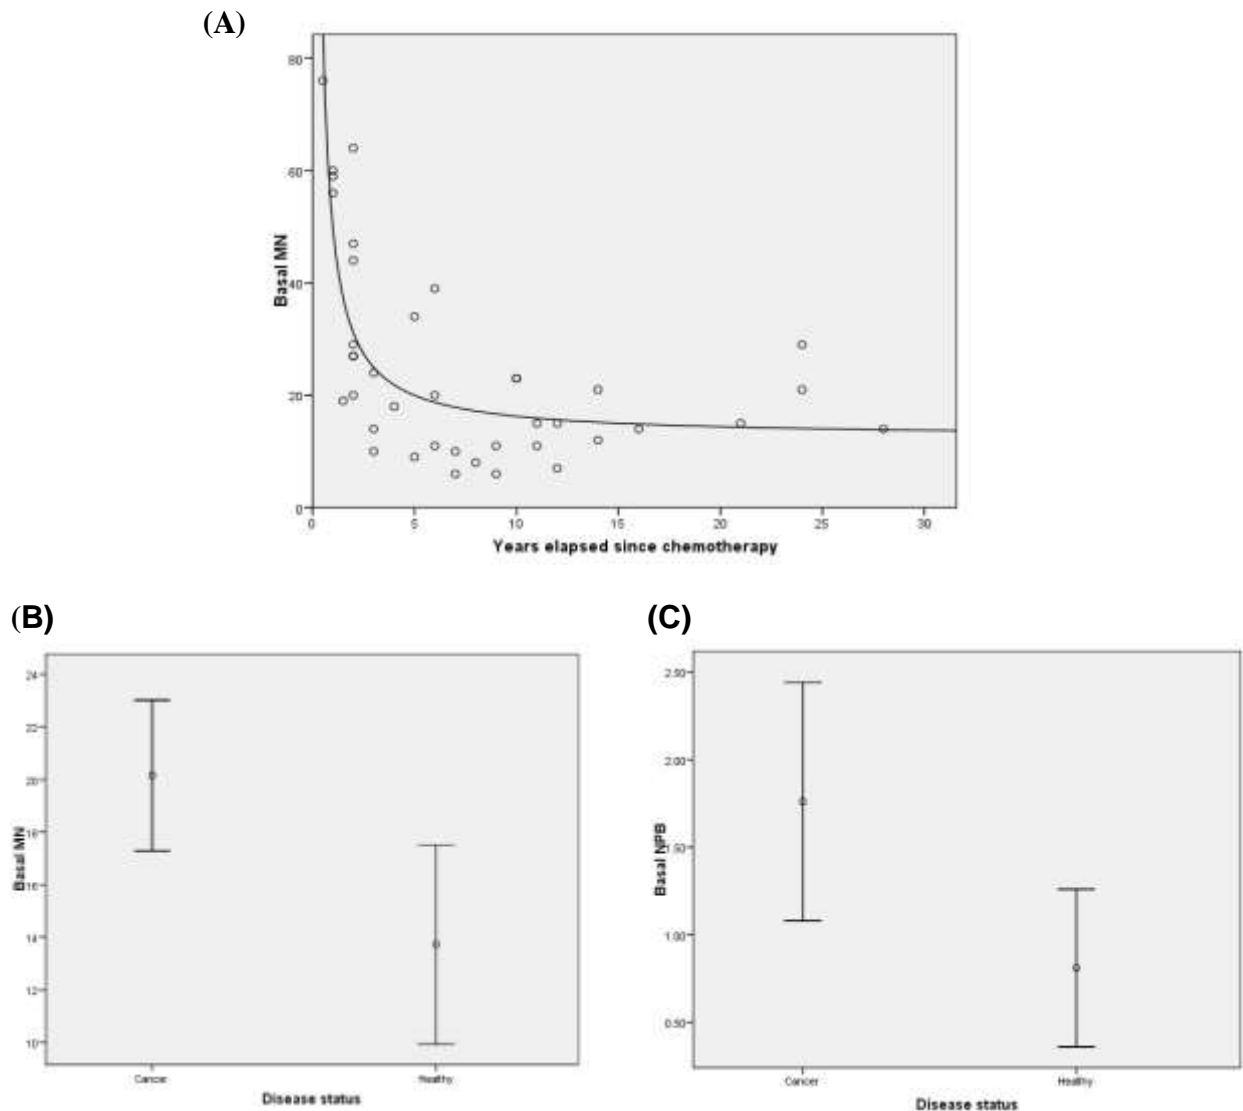 (A)
80
60
40
20
0
Basal MN
0 5 10 15 20 25 30
Years elapsed since chemotherapy
(B)
24
22
20
18
16
14
12
10
Basal MN
Cancer Healthy
Disease status
(C)
2.50
2.00
1.50
1.00
0.50
Basal NPB
Cancer Healthy
Disease status